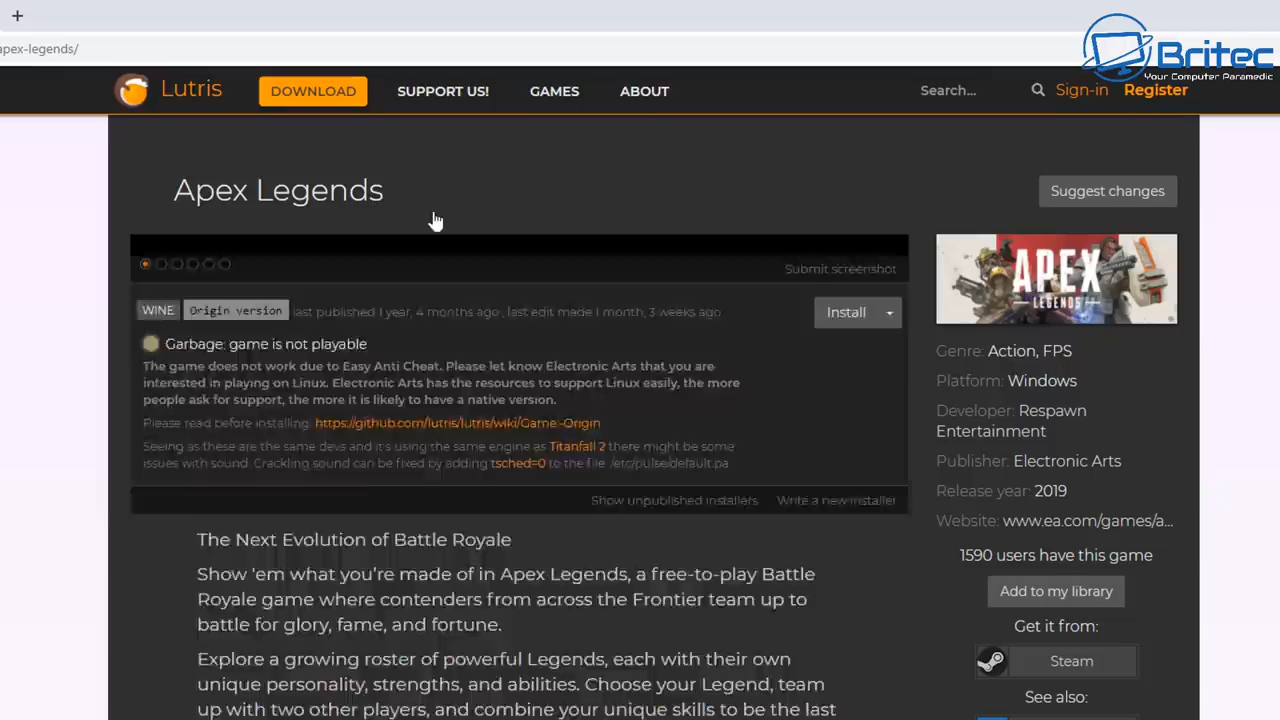 +
apex-legends/
Britec
Your Computer Paramedic
Lutris
DOWNLOAD
SUPPORT US!
GAMES
ABOUT
Search...
Sign-in
Register
Apex Legends
Suggest changes
Submit screenshot
WINE
Origin version
last published 1 year, 4 months ago , last edit made 1 month, 3 weeks ago
Install
Garbage: game is not playable
The game does not work due to Easy Anti Cheat. Please let know Electronic Arts that you are
interested in playing on Linux. Electronic Arts has the resources to support Linux easily, the more
people ask for support, the more it is likely to have a native version.
Please read before installing: https://github.com/lutris/lutris/wiki/Game:-Origin
Seeing as these are the same devs and it's using the same engine as Titanfall 2 there might be some
issues with sound. Crackling sound can be fixed by adding tsched=0 to the file /etc/pulse/default.pa
Show unpublished installers
Write a new installer
The Next Evolution of Battle Royale
Show 'em what you're made of in Apex Legends, a free-to-play Battle
Royale game where contenders from across the Frontier team up to
battle for glory, fame, and fortune.
Explore a growing roster of powerful Legends, each with their own
unique personality, strengths, and abilities. Choose your Legend, team
up with two other players, and combine your unique skills to be the last
APEX
LEGENDS
Genre: Action, FPS
Platform: Windows
Developer: Respawn
Entertainment
Publisher: Electronic Arts
Release year: 2019
Website: www.ea.com/games/a...
1590 users have this game
Add to my library
Get it from:
Steam
See also: